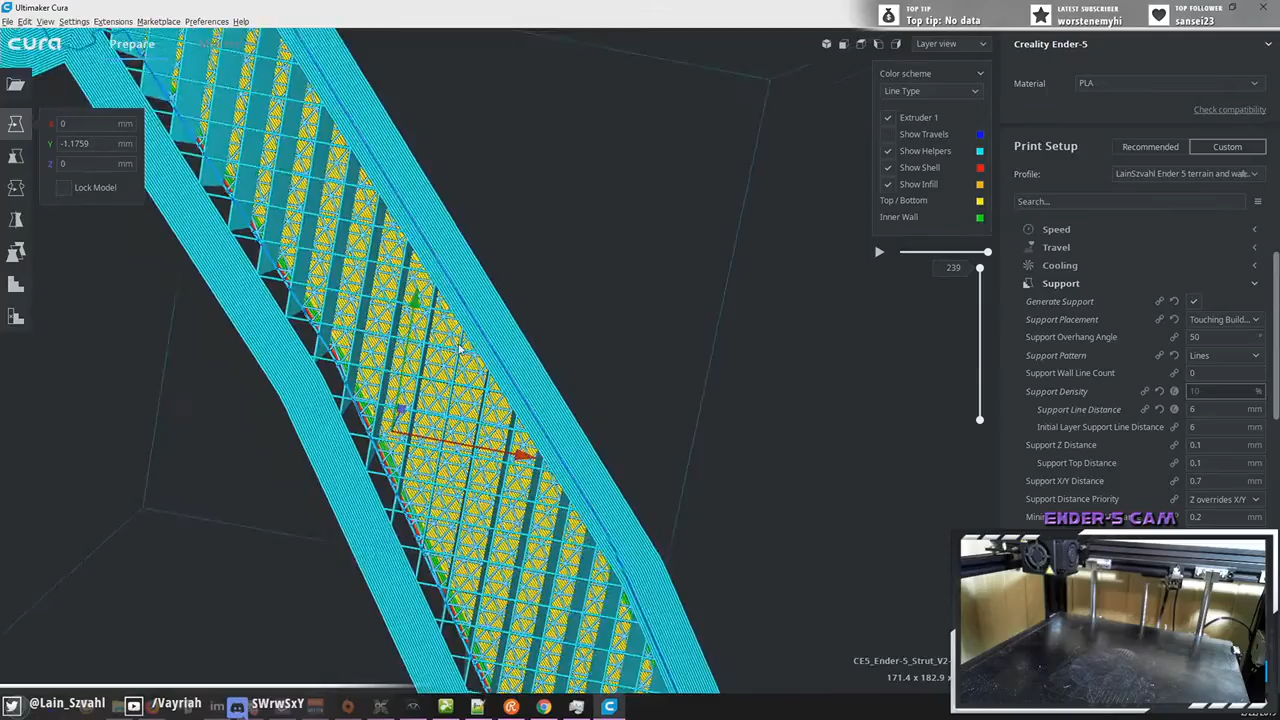 Ultimaker Cura
File Edit View Settings Extensions Marketplace Preferences Help
TOP TIP
Top tip: No data
LATEST SUBSCRIBER
worstenemyhi
TOP FOLLOWER
sansei23
cura
Prepare
Layer view
Creality Ender-5
Color scheme
Line Type
Extruder 1
Show Travels
Show Helpers
Show Shell
Show Infill
Top / Bottom
Inner Wall
239
X 0 mm
Y -1.1759 mm
Z 0 mm
Lock Model
Material PLA
Check compatibility
Print Setup Recommended Custom
Profile: LainSzvahl Ender 5 terrain and wa
Search...
Speed
Travel
Cooling
Support
Generate Support
Support Placement Touching Build...
Support Overhang Angle 50 °
Support Pattern Lines
Support Wall Line Count 0
Support Density 10 %
Support Line Distance 6 mm
Initial Layer Support Line Distance 6 mm
Support Z Distance 0.1 mm
Support Top Distance 0.1 mm
Support X/Y Distance 0.7 mm
Support Distance Priority Z overrides X/Y
0.2 mm
ENDER-5 CAM
CE5_Ender-5_Strut_V2-
171.4 x 182.9
@Lain_Szvahl
/Vayriah
SWrwSxY